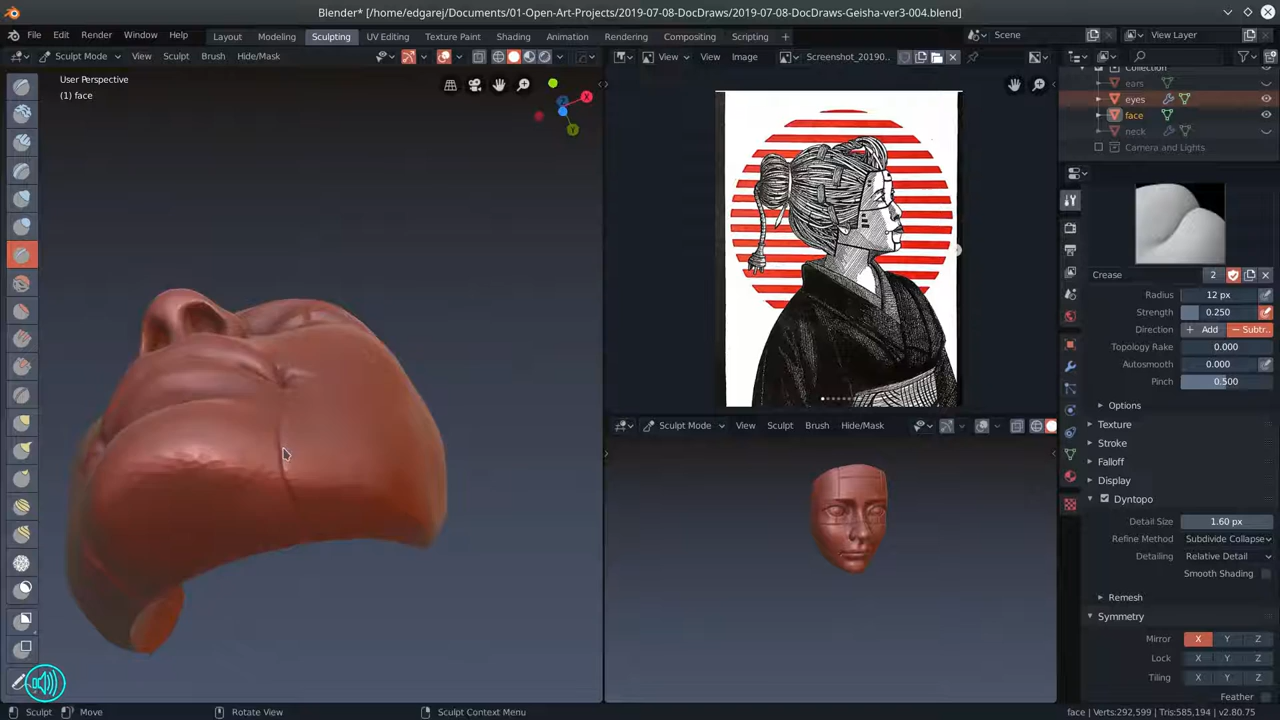 Blender* [/home/edgarej/Documents/01-Open-Art-Projects/2019-07-08-DocDraws/2019-07-08-DocDraws-Geisha-ver3-004.blend]
File Edit Render Window Help Layout Modeling Sculpting UV Editing Texture Paint Shading Animation Rendering Compositing Scripting + Scene View Layer
Sculpt Mode View Sculpt Brush Hide/Mask View View Image Screenshot_20190..
User Perspective
(1) face
X
Y
Collection
ears
eyes
face
neck
Camera and Lights
Crease 2
Radius 12 px
Strength 0.250
Direction + Add − Subtr..
Topology Rake 0.000
Autosmooth 0.000
Pinch 0.500
Options
Texture
Stroke
Falloff
Display
Dyntopo
Detail Size 1.60 px
Refine Method Subdivide Collapse
Detailing Relative Detail
Smooth Shading
Remesh
Symmetry
Mirror X Y Z
Lock X Y Z
Tiling X Y Z
Feather
Sculpt Mode View Sculpt Brush Hide/Mask
Sculpt Move Rotate View Sculpt Context Menu face | Verts:292,599 | Tris:585,194 | v2.80.75